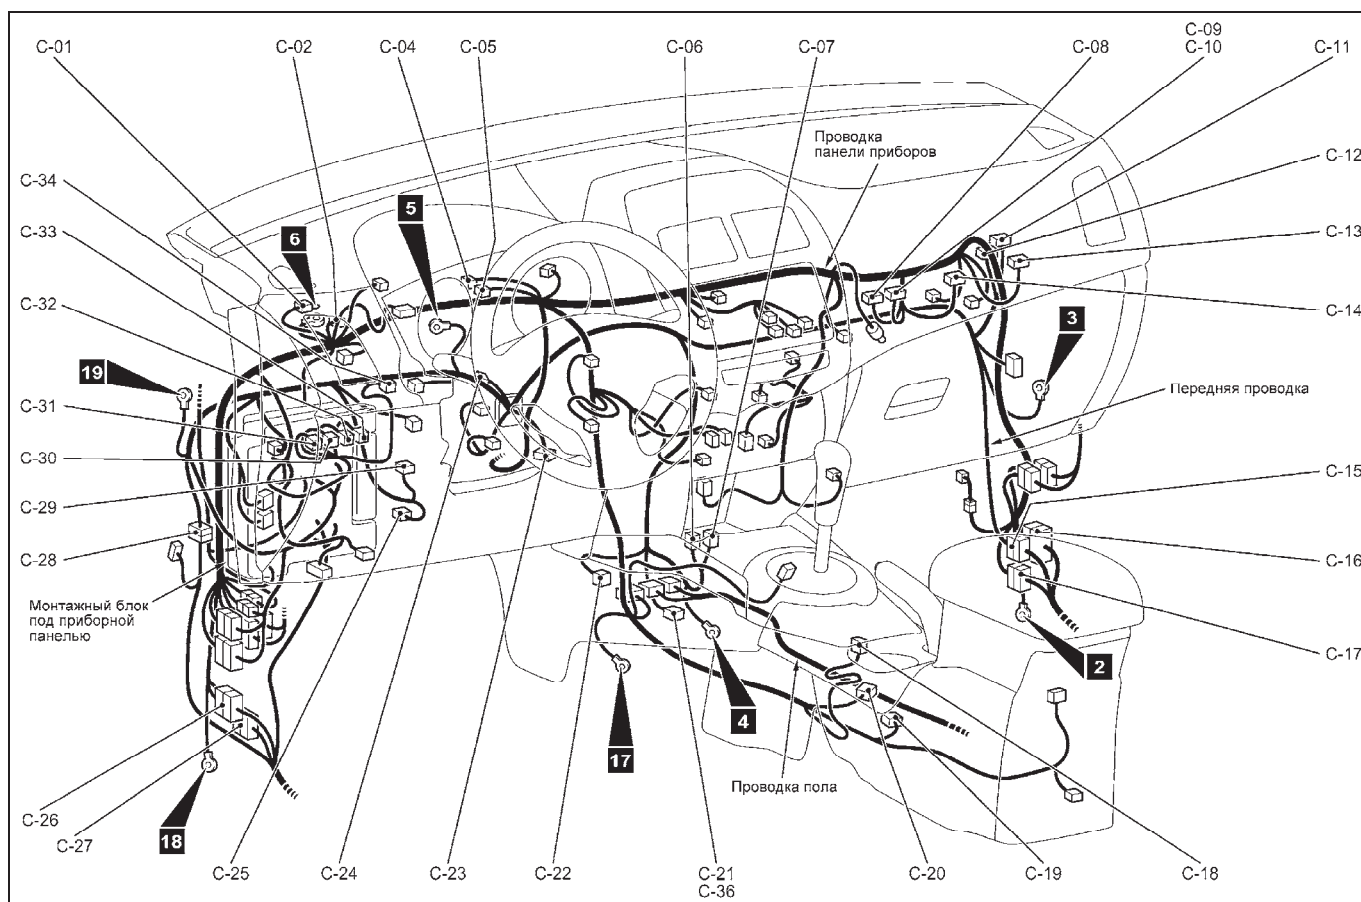 C-09
C-01
C-02
C-04
C-05
C-06
C-07
C-08
C-10
C-11
Проводка
панели приборов
C-12
C-34
5
C-33
6
C-13
C-32
C-14
3
19
Передняя проводка
C-31
C-30
C-15
C-29
C-28
C-16
Монтажный блок
под приборной
панелью
C-17
2
4
17
Проводка пола
C-26
18
C-27
C-25
C-24
C-23
C-22
C-21
C-36
C-20
C-19
C-18